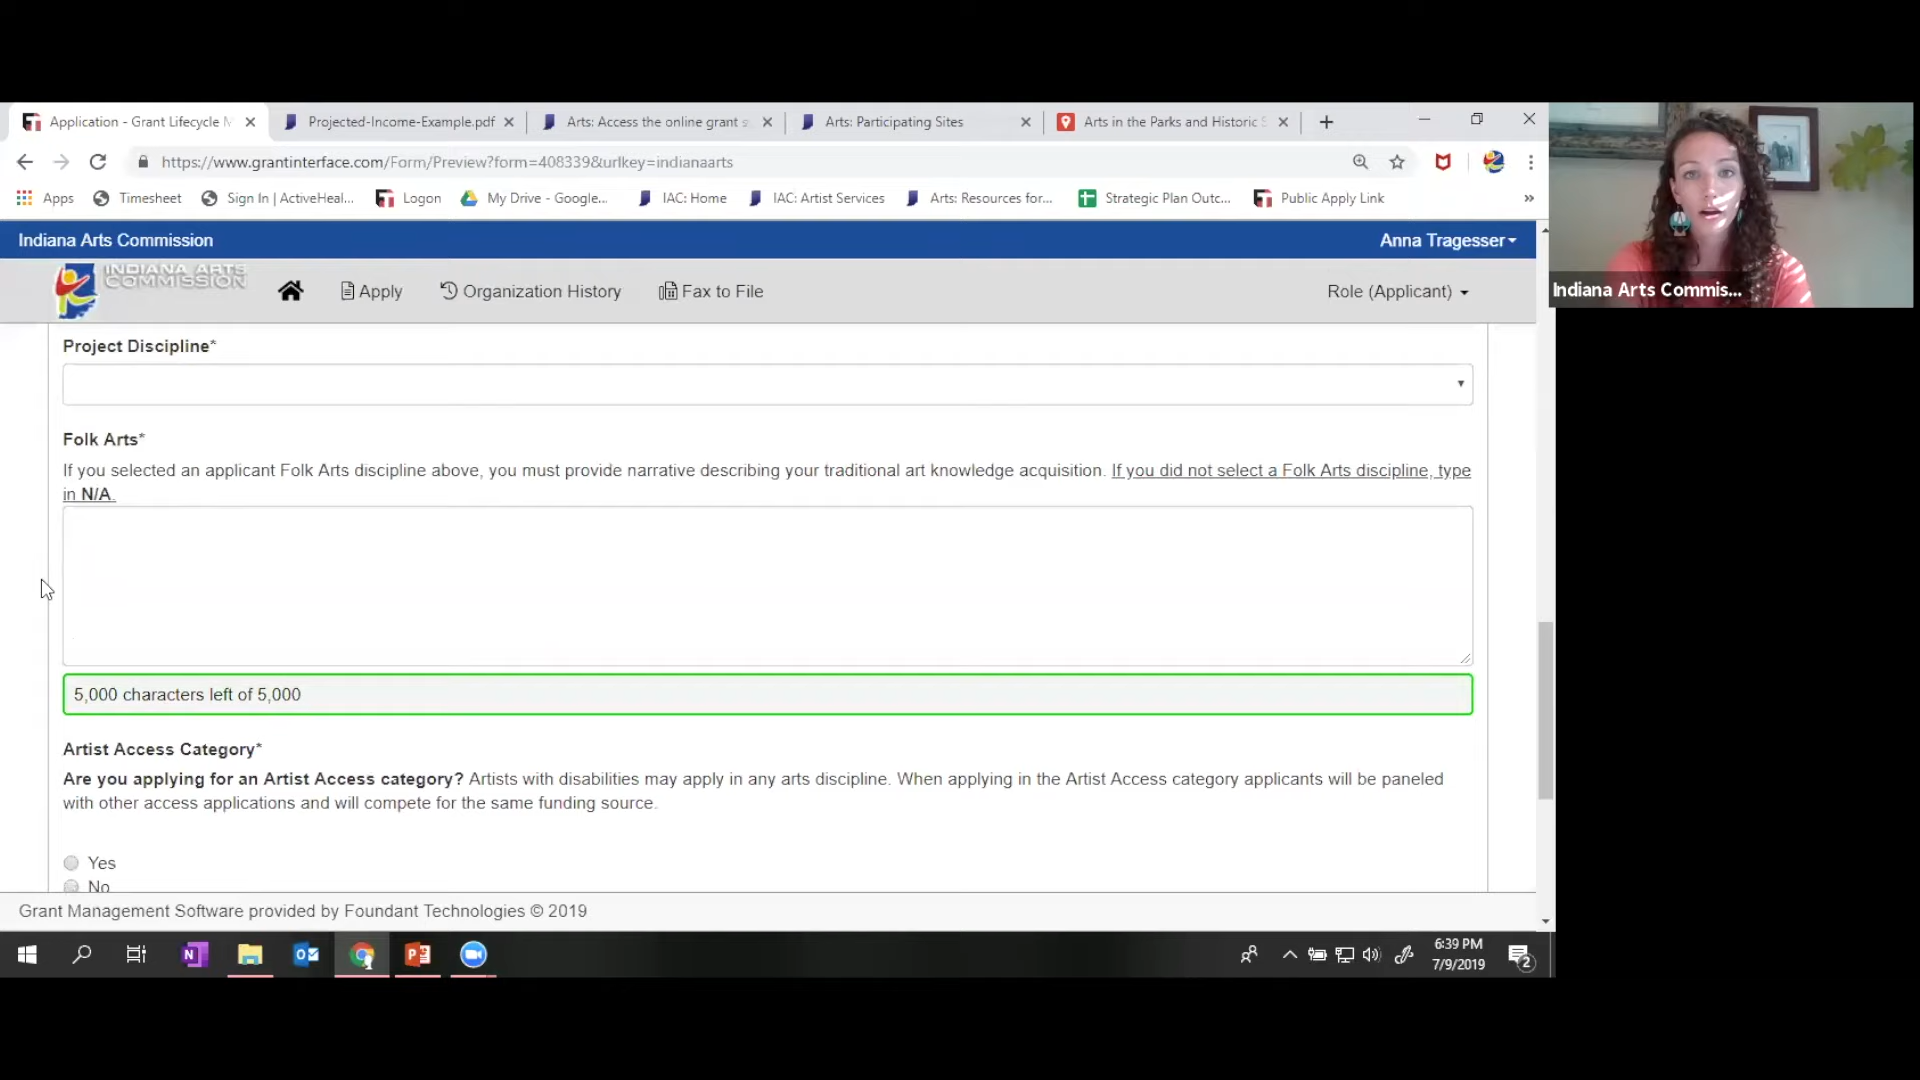 Application - Grant Lifecycle M
Projected-Income-Example.pdf
Arts: Access the online grant s
Arts: Participating Sites
Arts in the Parks and Historic S
https://www.grantinterface.com/Form/Preview?form=408339&urlkey=indianaarts
Apps
Timesheet
Sign In | ActiveHeal...
Logon
My Drive - Google...
IAC: Home
IAC: Artist Services
Arts: Resources for...
Strategic Plan Outc...
Public Apply Link
»
Indiana Arts Commission
Anna Tragesser
INDIANA ARTS
COMMISSION
Apply
Organization History
Fax to File
Role (Applicant)
Indiana Arts Commis...
Project Discipline*
Folk Arts*
If you selected an applicant Folk Arts discipline above, you must provide narrative describing your traditional art knowledge acquisition. If you did not select a Folk Arts discipline, type
in N/A.
5,000 characters left of 5,000
Artist Access Category*
Are you applying for an Artist Access category? Artists with disabilities may apply in any arts discipline. When applying in the Artist Access category applicants will be paneled
with other access applications and will compete for the same funding source.
Yes
No
Grant Management Software provided by Foundant Technologies © 2019
6:39 PM
7/9/2019
2